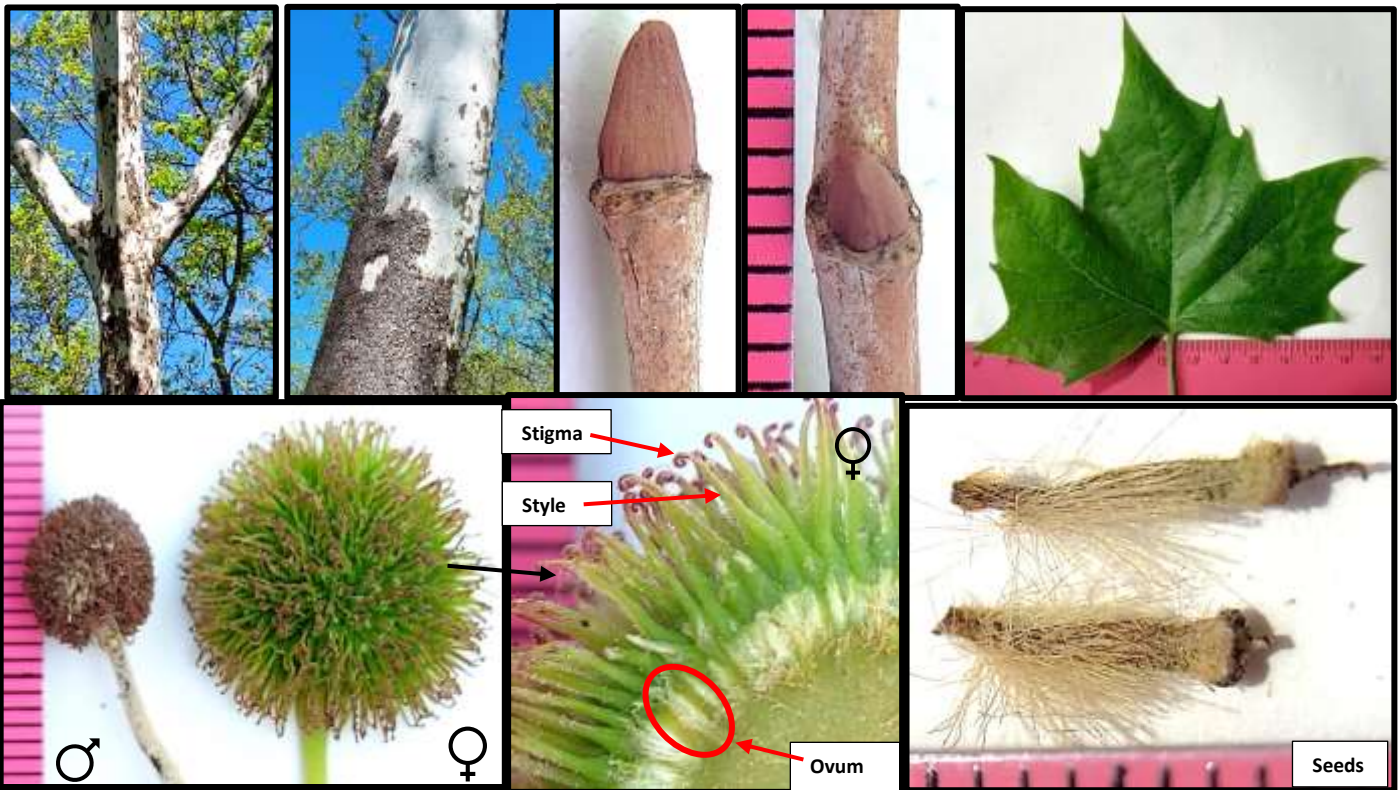 Stigma
Style
♀
♂
♀
Ovum
Seeds